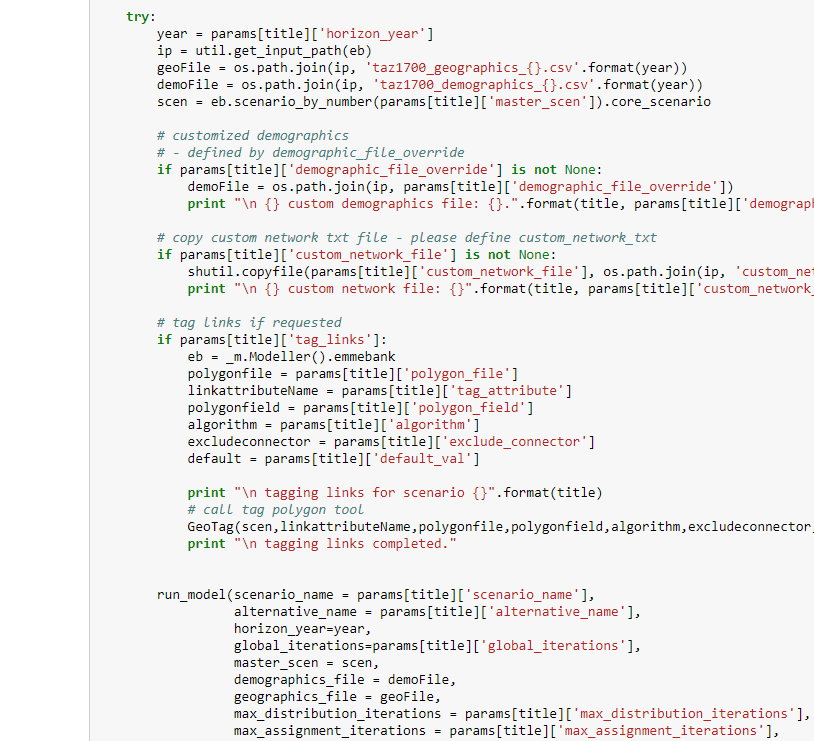 try:
year = params[title]['horizon_year']
ip = util.get_input_path(eb)
geoFile = os.path.join(ip, 'taz1700_geographics_{}.csv'.format(year))
demoFile = os.path.join(ip, 'taz1700_demographics_{}.csv'.format(year))
scen = eb.scenario_by_number(params[title]['master_scen']).core_scenario
# customized demographics
# - defined by demographic_file_override
if params[title]['demographic_file_override'] is not None:
demoFile = os.path.join(ip, params[title]['demographic_file_override'])
print "\n {} custom demographics file: {}.".format(title, params[title]['demograp
# copy custom network txt file - please define custom_network_txt
if params[title]['custom_network_file'] is not None:
shutil.copyfile(params[title]['custom_network_file'], os.path.join(ip, 'custom_net
print "\n {} custom network file: {}".format(title, params[title]['custom_network_
# tag links if requested
if params[title]['tag_links']:
eb = _m.Modeller().emmebank
polygonfile = params[title]['polygon_file']
linkattributeName = params[title]['tag_attribute']
polygonfield = params[title]['polygon_field']
algorithm = params[title]['algorithm']
excludeconnector = params[title]['exclude_connector']
default = params[title]['default_val']
print "\n tagging links for scenario {}".format(title)
# call tag polygon tool
GeoTag(scen,linkattributeName,polygonfile,polygonfield,algorithm,excludeconnector,
print "\n tagging links completed."
run_model(scenario_name = params[title]['scenario_name'],
alternative_name = params[title]['alternative_name'],
horizon_year=year,
global_iterations=params[title]['global_iterations'],
master_scen = scen,
demographics_file = demoFile,
geographics_file = geoFile,
max_distribution_iterations = params[title]['max_distribution_iterations'],
max_assignment_iterations = params[title]['max_assignment_iterations'],